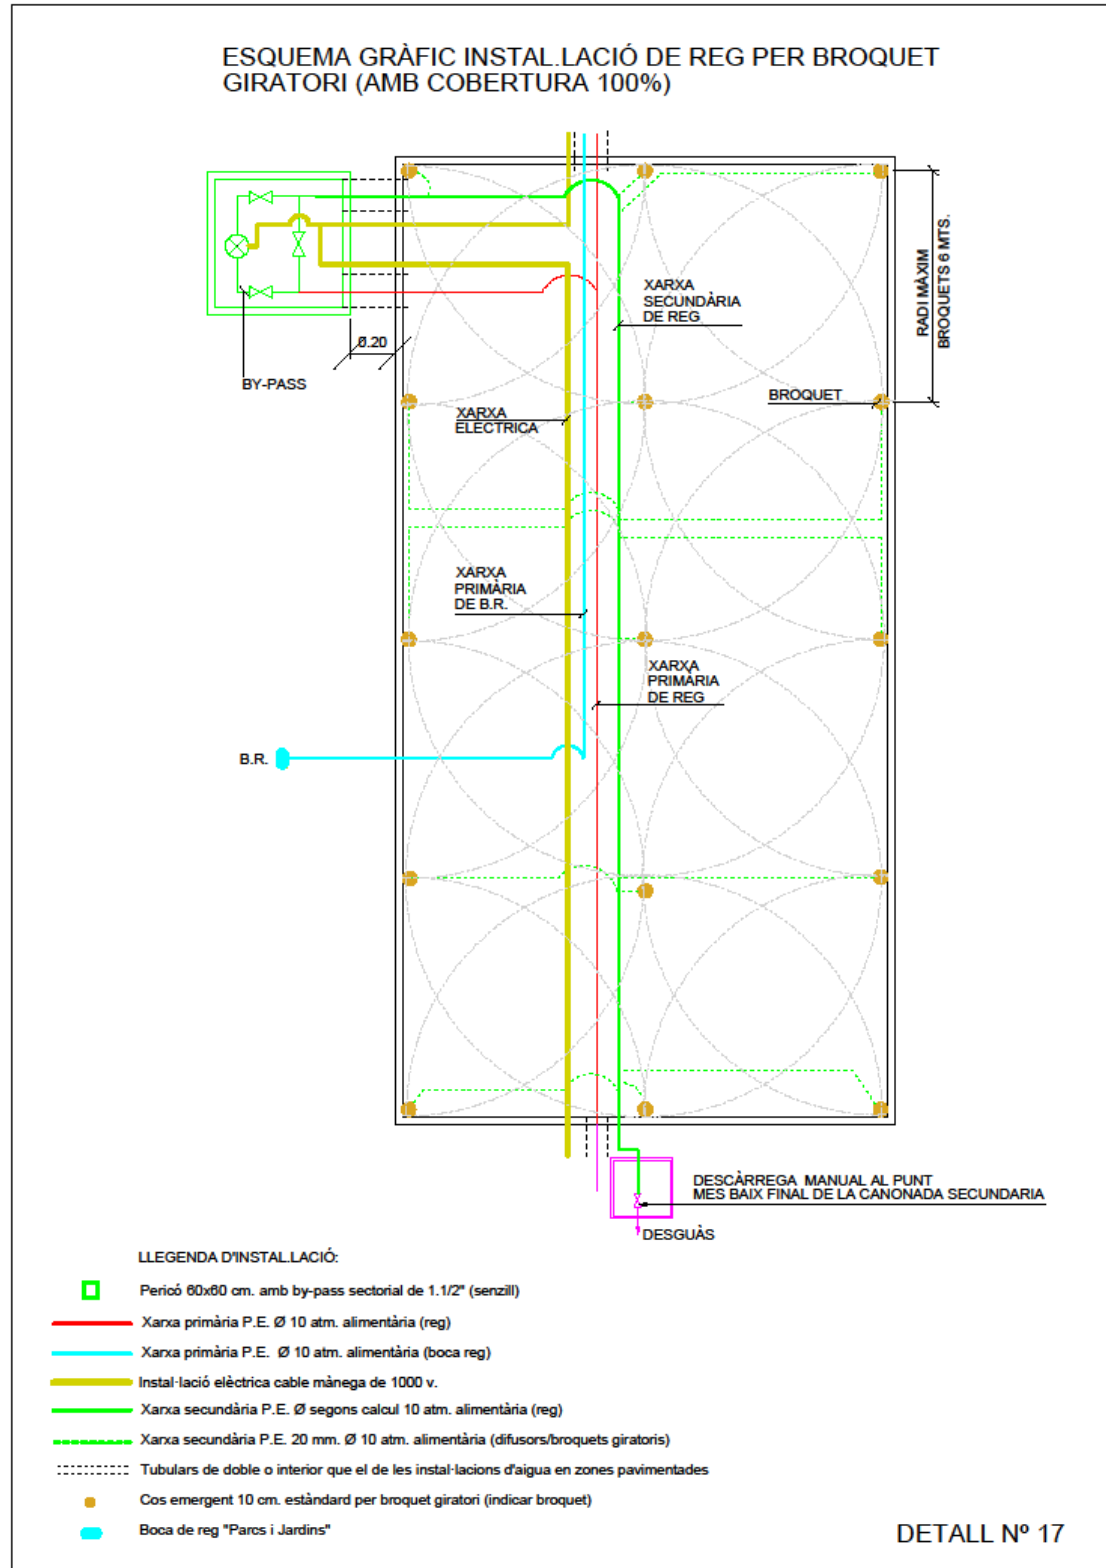 ESQUEMA GRÀFIC INSTAL.LACIÓ DE REG PER BROQUET
GIRATORI (AMB COBERTURA 100%)
XARXA
SECUNDÀRIA
DE REG
RADI MÀXIM
BROQUETS 6 MTS.
0.20
BY-PASS
BROQUET
XARXA
ELECTRICA
XARXA
PRIMÀRIA
DE B.R.
XARXA
PRIMÀRIA
DE REG
B.R.
DESCÀRREGA MANUAL AL PUNT
MES BAIX FINAL DE LA CANONADA SECUNDARIA
DESGUÀS
LLEGENDA D'INSTAL.LACIÓ:
Pericó 60x60 cm. amb by-pass sectorial de 1.1/2" (senzill)
Xarxa primària P.E. Ø 10 atm. alimentària (reg)
Xarxa primària P.E. Ø 10 atm. alimentària (boca reg)
Instal·lació elèctrica cable mànega de 1000 v.
Xarxa secundària P.E. Ø segons calcul 10 atm. alimentària (reg)
Xarxa secundària P.E. 20 mm. Ø 10 atm. alimentària (difusors/broquets giratoris)
Tubulars de doble o interior que el de les instal·lacions d'aigua en zones pavimentades
Cos emergent 10 cm. estàndard per broquet giratori (indicar broquet)
Boca de reg "Parcs i Jardins"
DETALL Nº 17